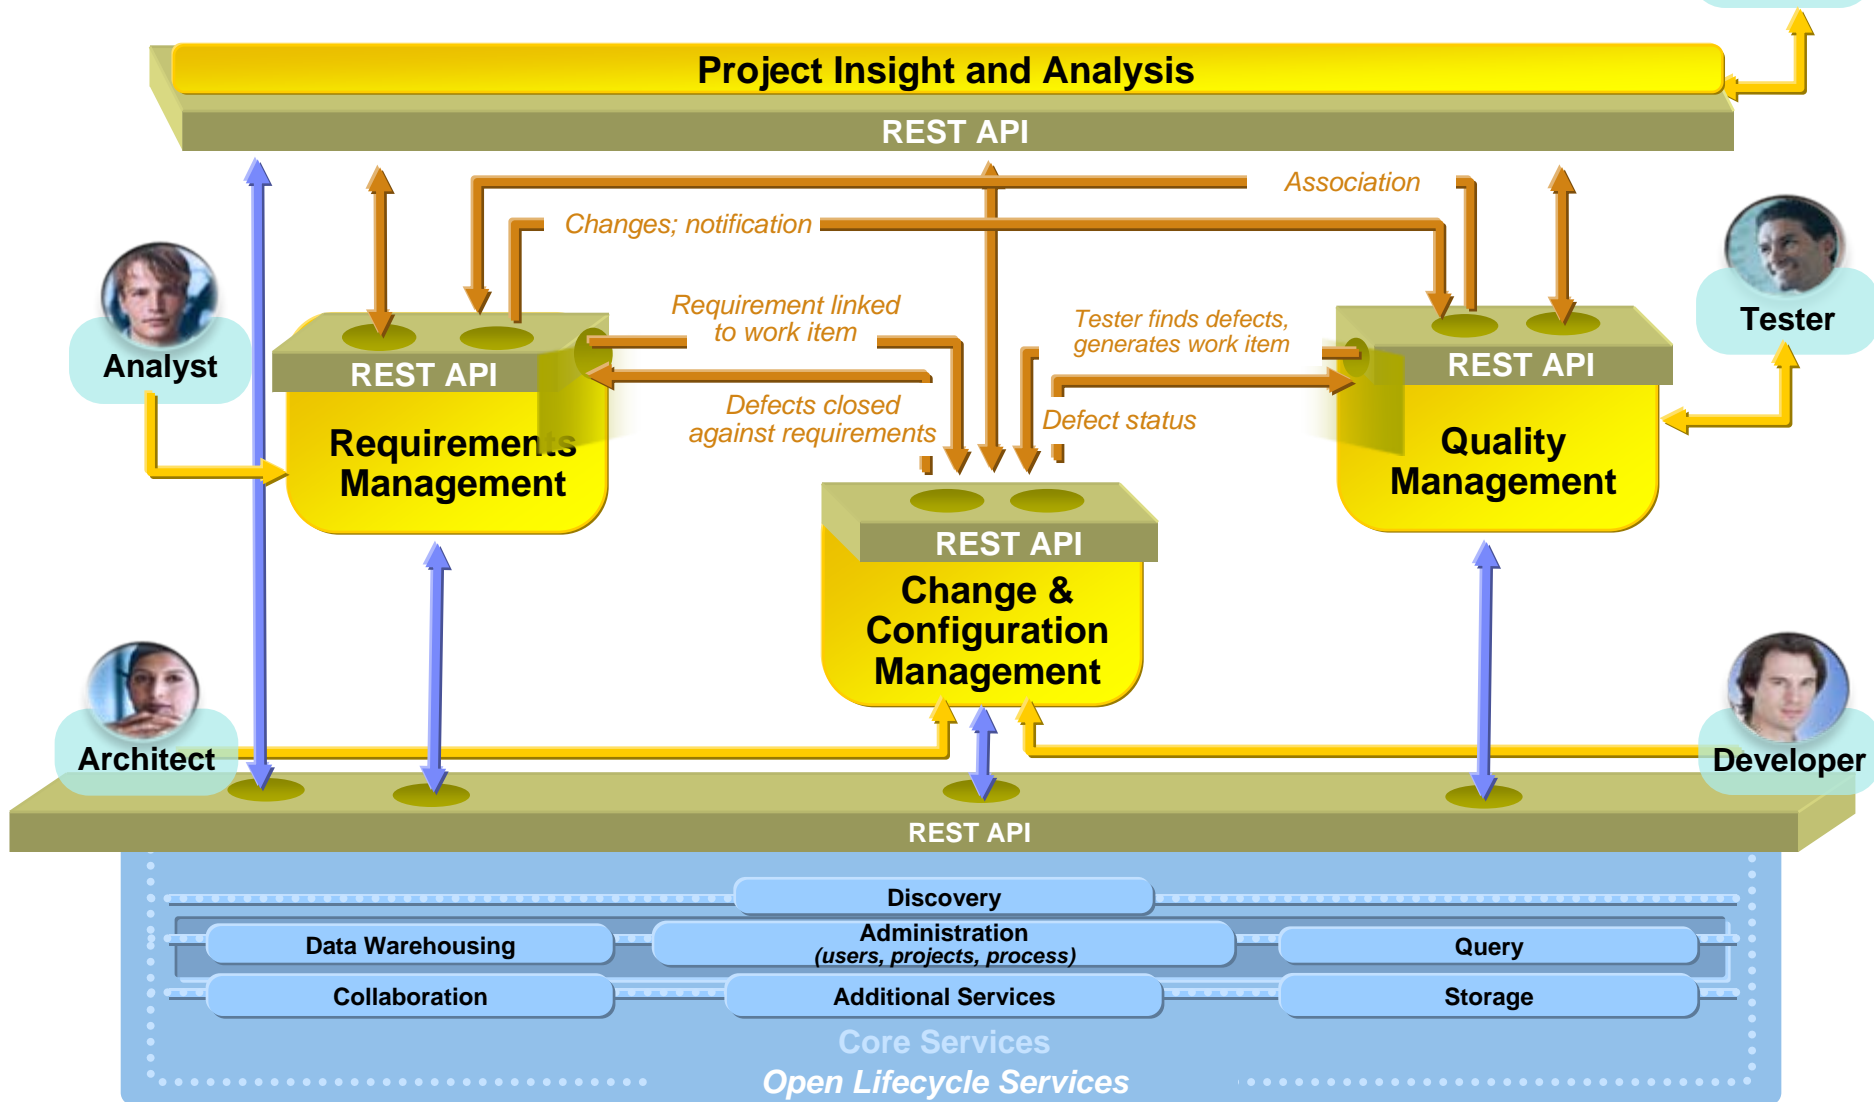 Project Insight and Analysis
REST API
Association
Changes; notification
Requirement linked
to work item
Tester finds defects,
generates work item
Analyst
Tester
REST API
REST API
Defects closed
against requirements
Defect status
Requirements
Management
Quality
Management
REST API
Change &
Configuration
Management
Architect
Developer
REST API
Discovery
Data Warehousing
Administration
(users, projects, process)
Query
Collaboration
Additional Services
Storage
Core Services
Open Lifecycle Services